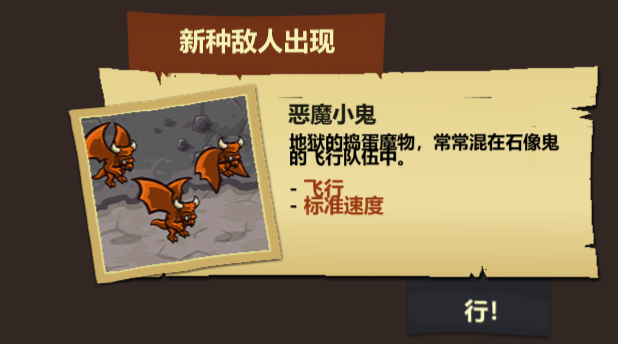 新种敌人出现
恶魔小鬼
地狱的捣蛋魔物，常常混在石像鬼
的飞行队伍中。
- 飞行
- 标准速度
行!